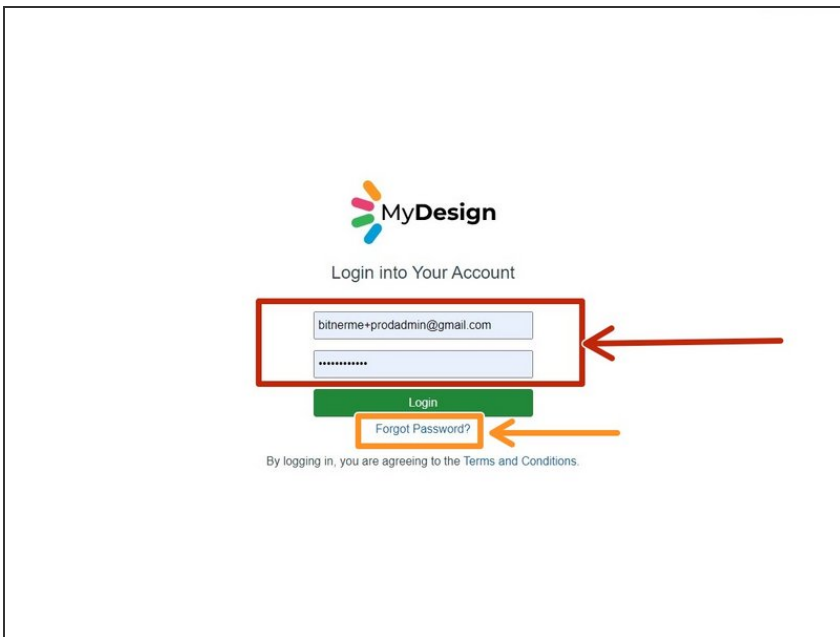 MyDesign
Login into Your Account
bitnerme+prodadmin@gmail.com
••••••••••••
Login
Forgot Password?
By logging in, you are agreeing to the Terms and Conditions.